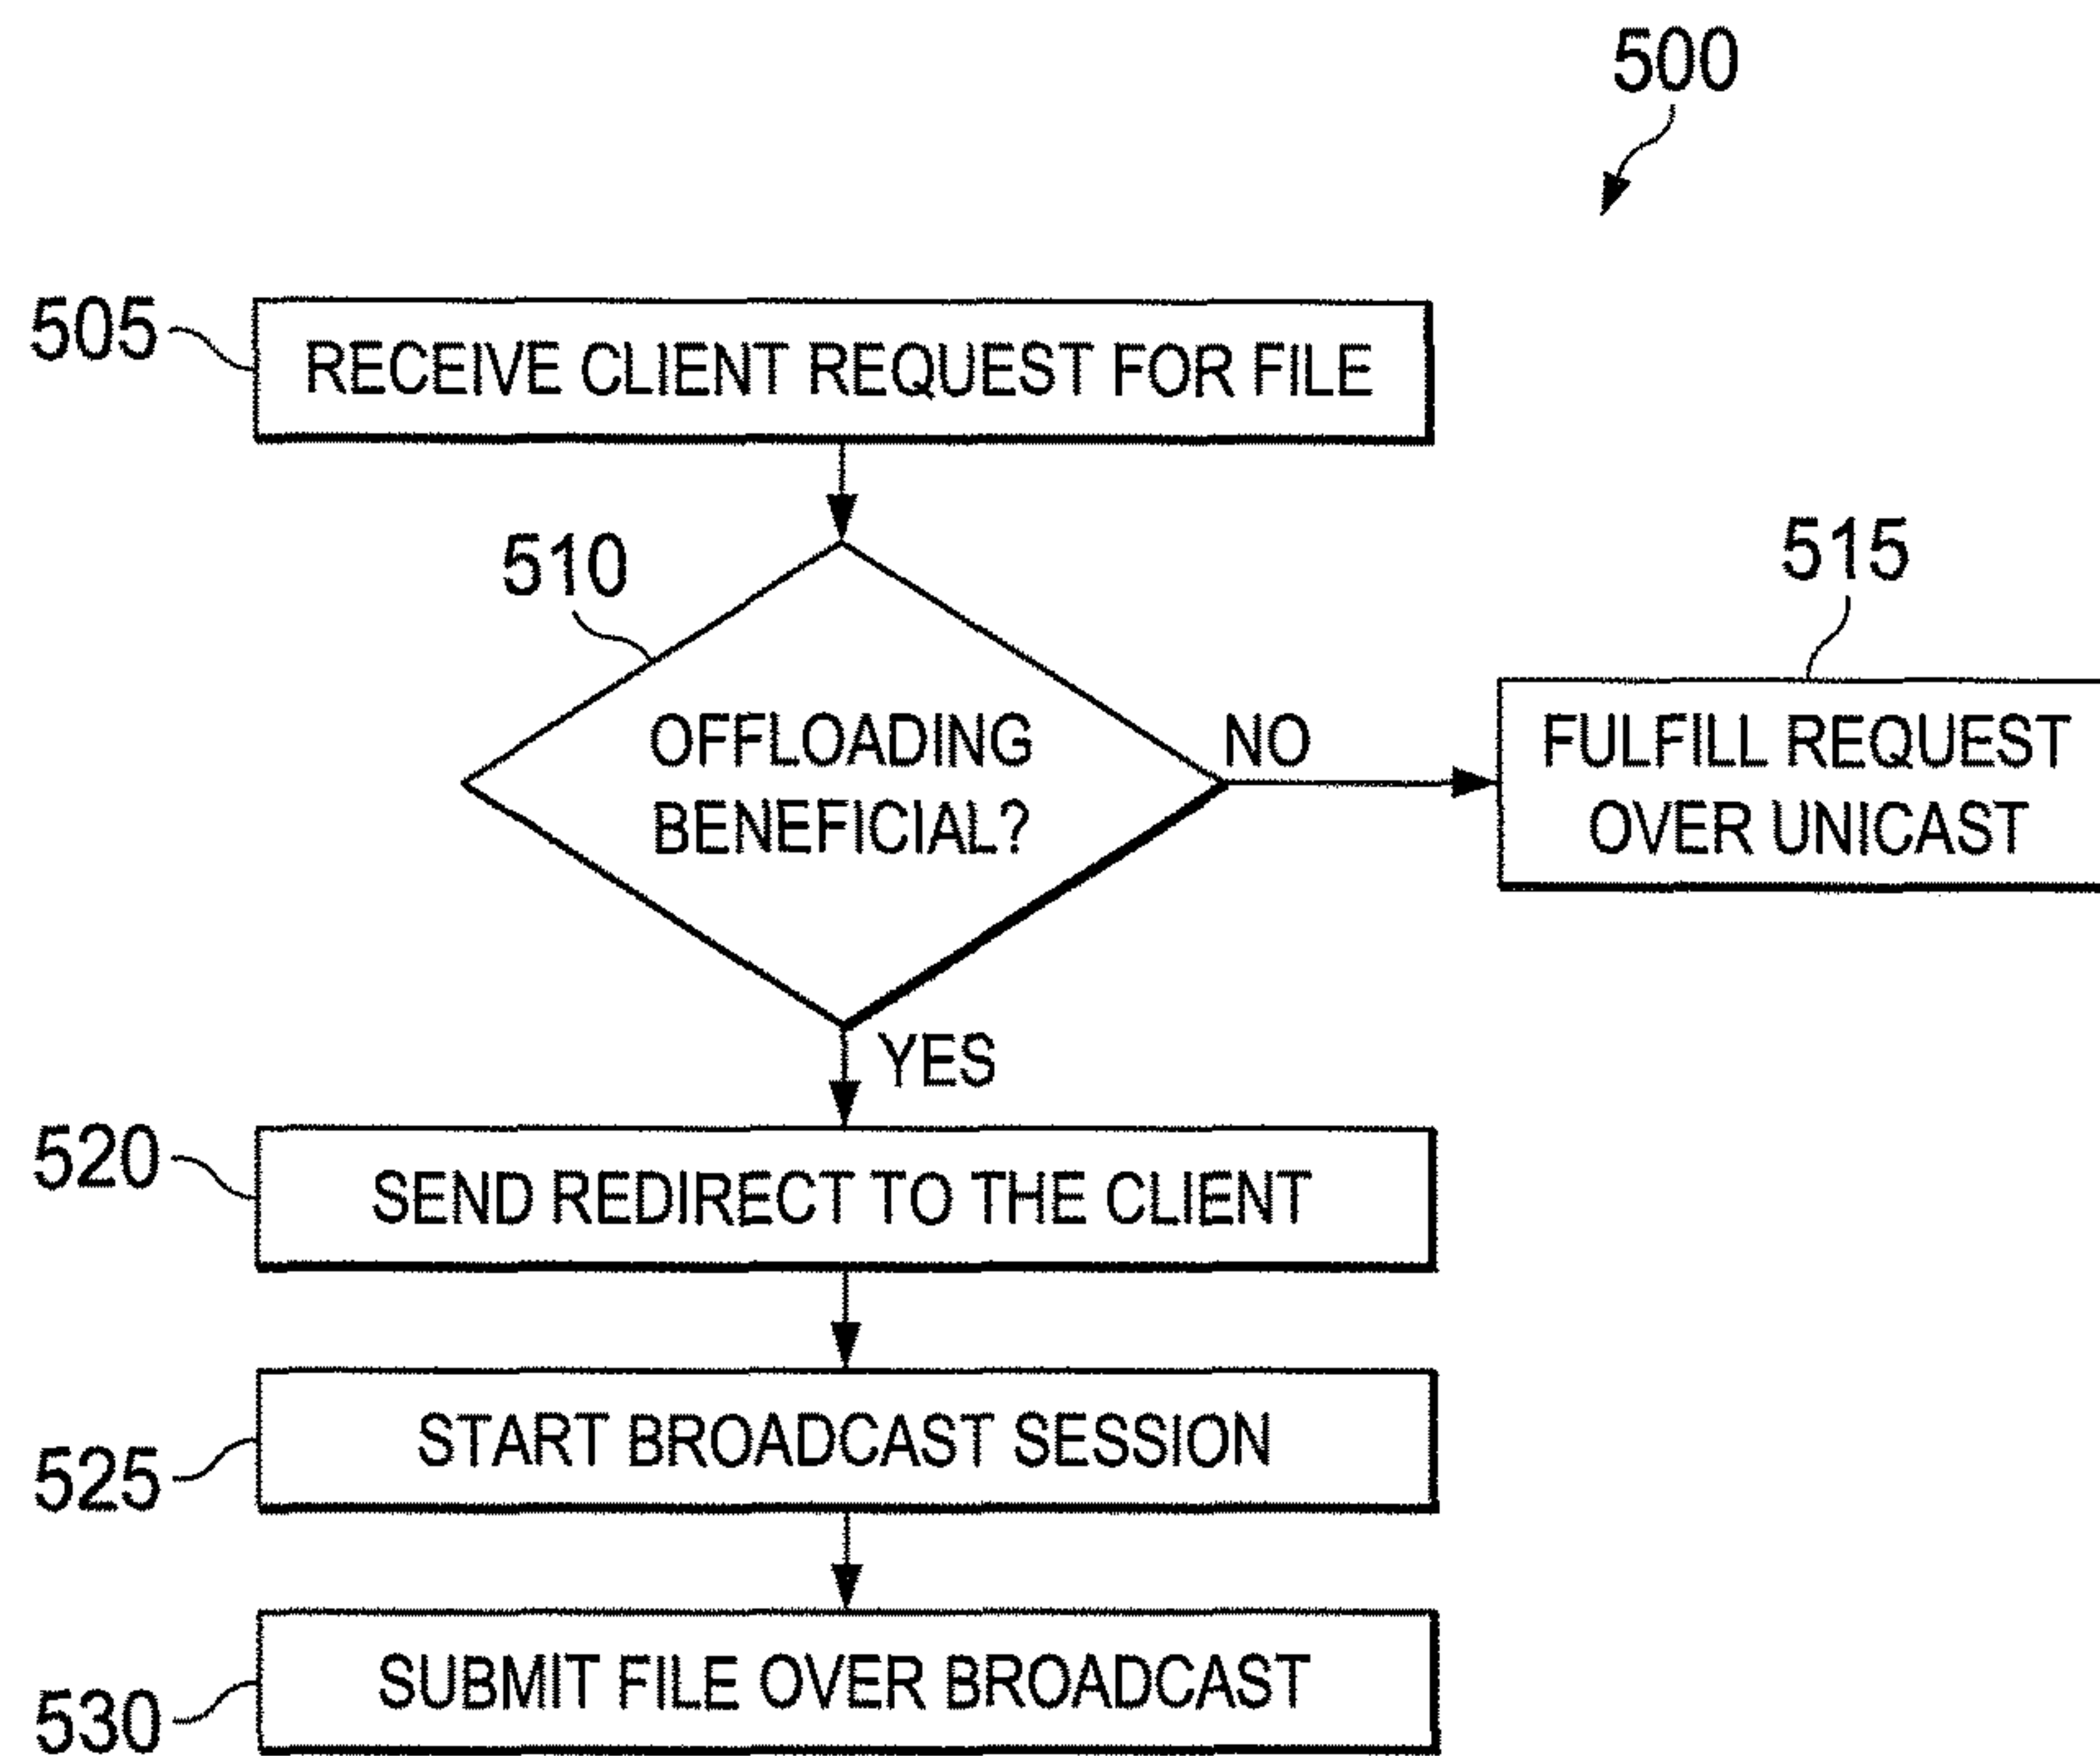 500
505
RECEIVE CLIENT REQUEST FOR FILE
510
OFFLOADING
BENEFICIAL?
NO
515
FULFILL REQUEST
OVER UNICAST
YES
520
SEND REDIRECT TO THE CLIENT
525
START BROADCAST SESSION
530
SUBMIT FILE OVER BROADCAST